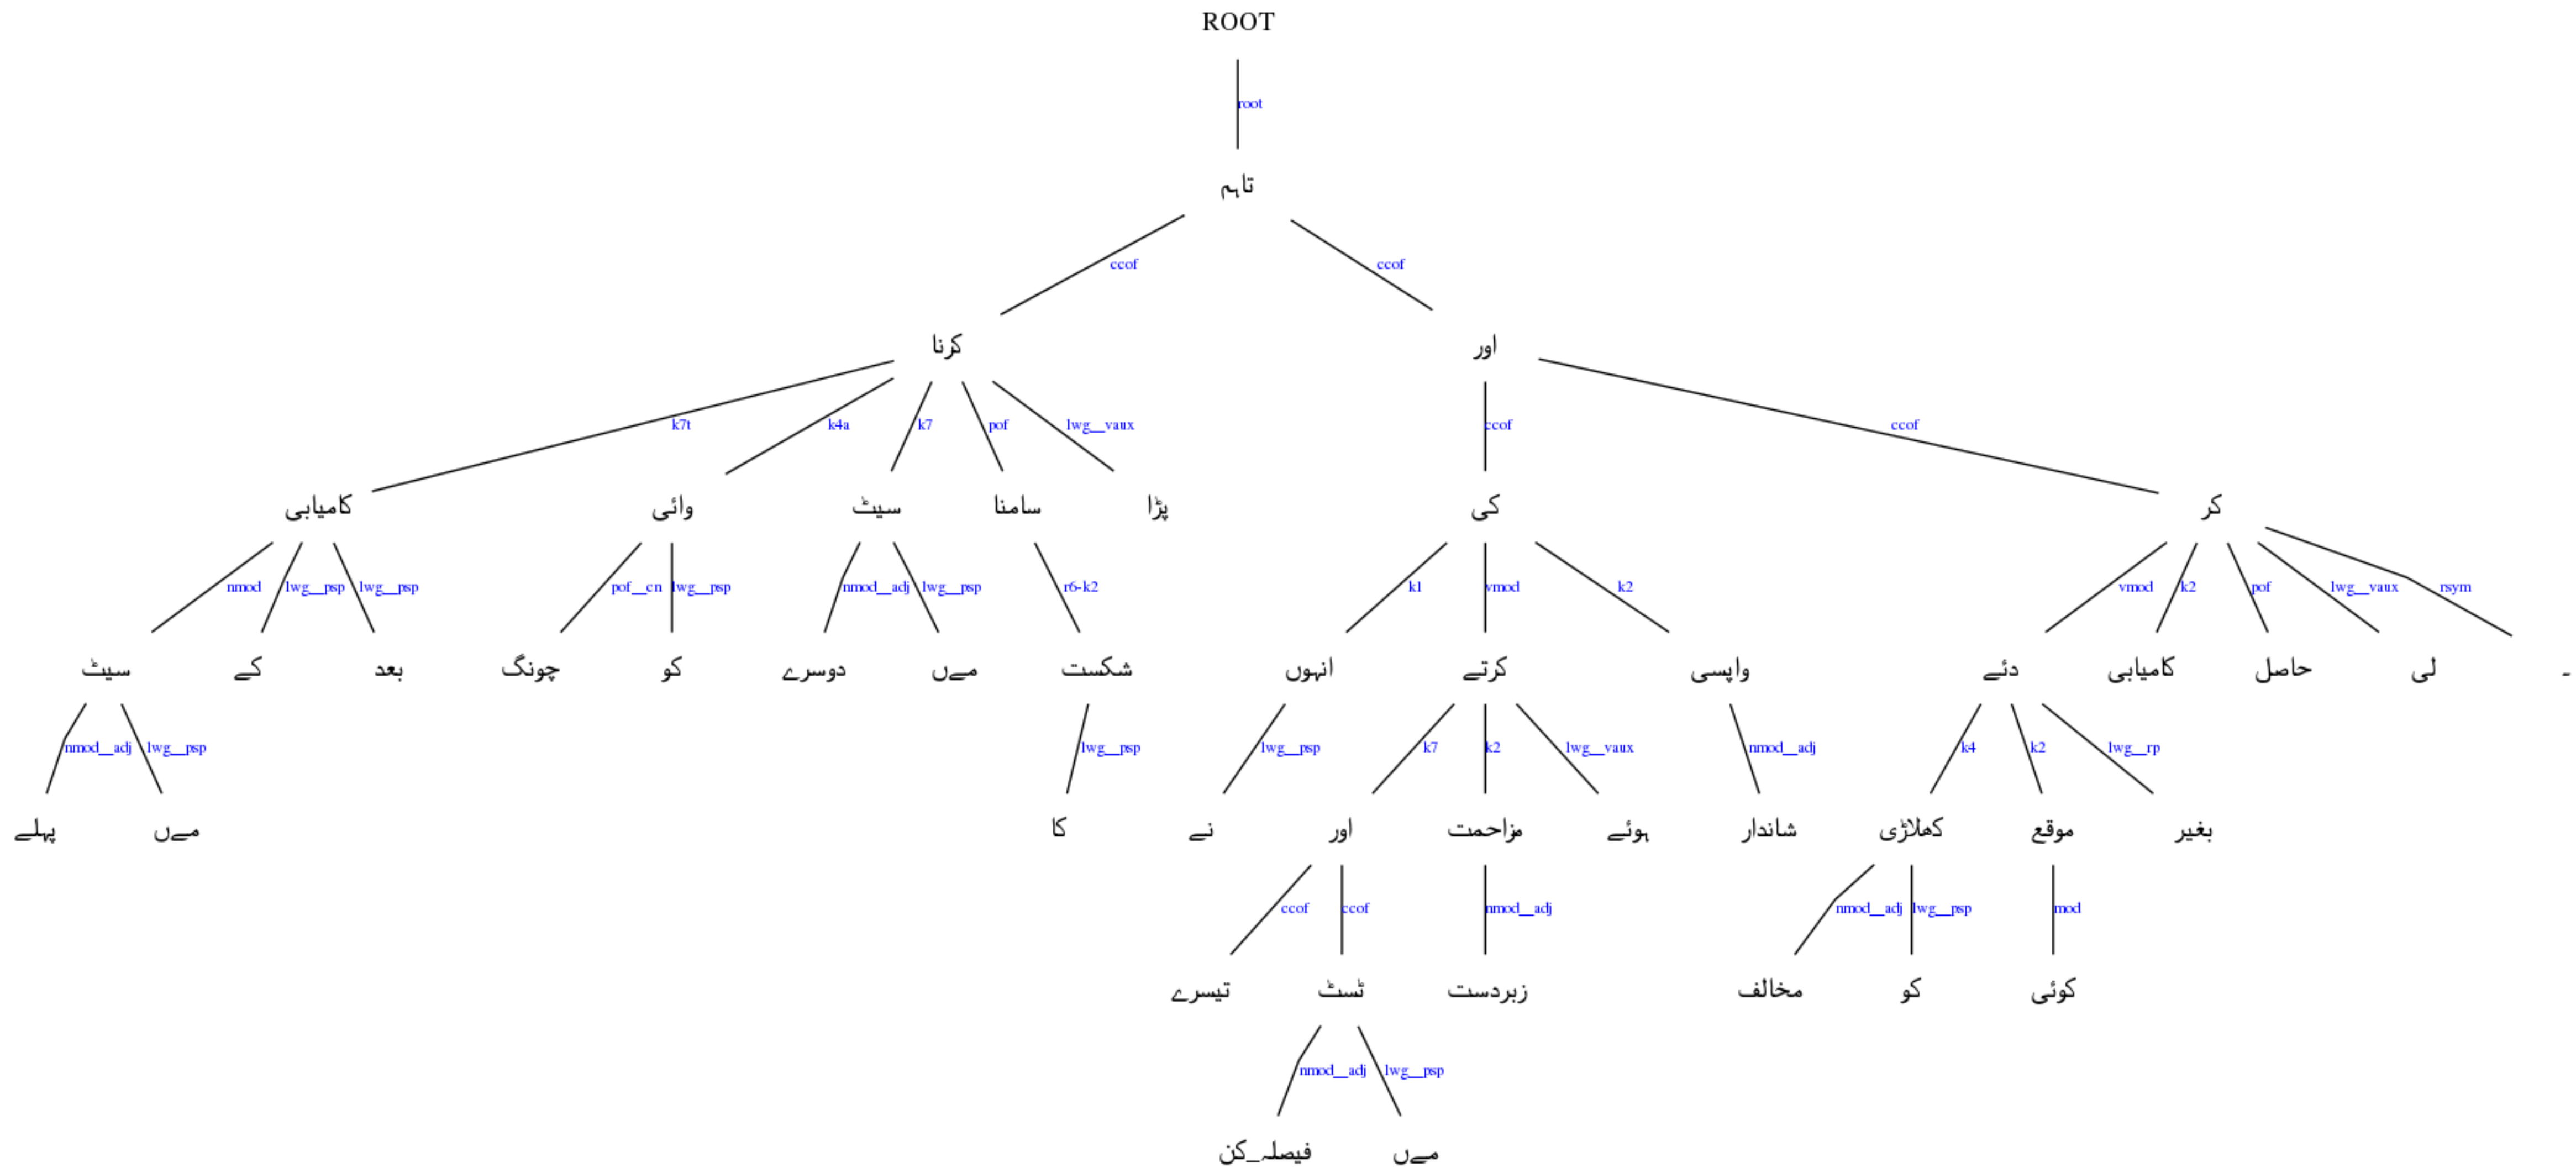 ROOT
root
تاہم
ccof ccof
کرنا اور
k7t k4a k7 pof lwg__vaux ccof ccof
کامیابی وائی سیٹ سامنا پڑا کی کر
nmod lwg__psp lwg__psp pof__cn lwg__psp nmod__adj lwg__psp r6-k2 k1 vmod k2 vmod k2 pof lwg__vaux rsym
سیٹ کے بعد چونگ کو دوسرے مےں شکست انہوں کرتے واپسی دئے کامیابی حاصل لی ۔
nmod__adj lwg__psp lwg__psp lwg__psp k7 k2 lwg__vaux nmod__adj k4 k2 lwg__rp
پہلے مےں کا نے اور مزاحمت ہوئے شاندار کھلاڑی موقع بغیر
ccof ccof nmod__adj nmod__adj lwg__psp mod
تیسرے ٹسٹ زبردست مخالف کو کوئی
nmod__adj lwg__psp
فیصلہ_کن مےں